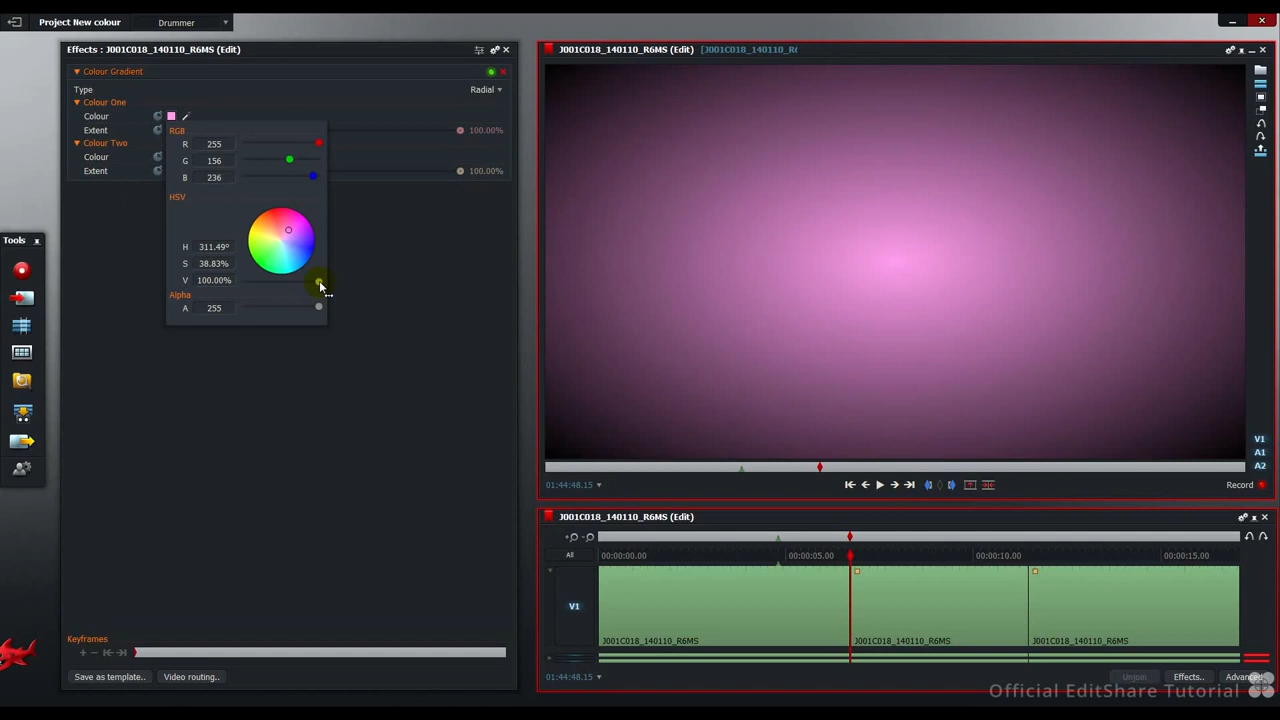 Project New colour
Drummer
Effects : J001C018_140110_R6MS (Edit)
Colour Gradient
Type
Radial
Colour One
Colour
Extent
100.00%
Colour Two
Colour
Extent
100.00%
RGB
R 255
G 156
B 236
HSV
H 311.49º
S 38.83%
V 100.00%
Alpha
A 255
Tools
Keyframes
Save as template..
Video routing..
J001C018_140110_R6MS (Edit) [J001C018_140110_R6
V1
A1
A2
01:44:48.15
Record
J001C018_140110_R6MS (Edit)
All
00:00:00.00
00:00:05.00
00:00:10.00
00:00:15.00
V1
J001C018_140110_R6MS
J001C018_140110_R6MS
J001C018_140110_R6MS
01:44:48.15
Unjoin
Effects..
Advanced
Official EditShare Tutorial